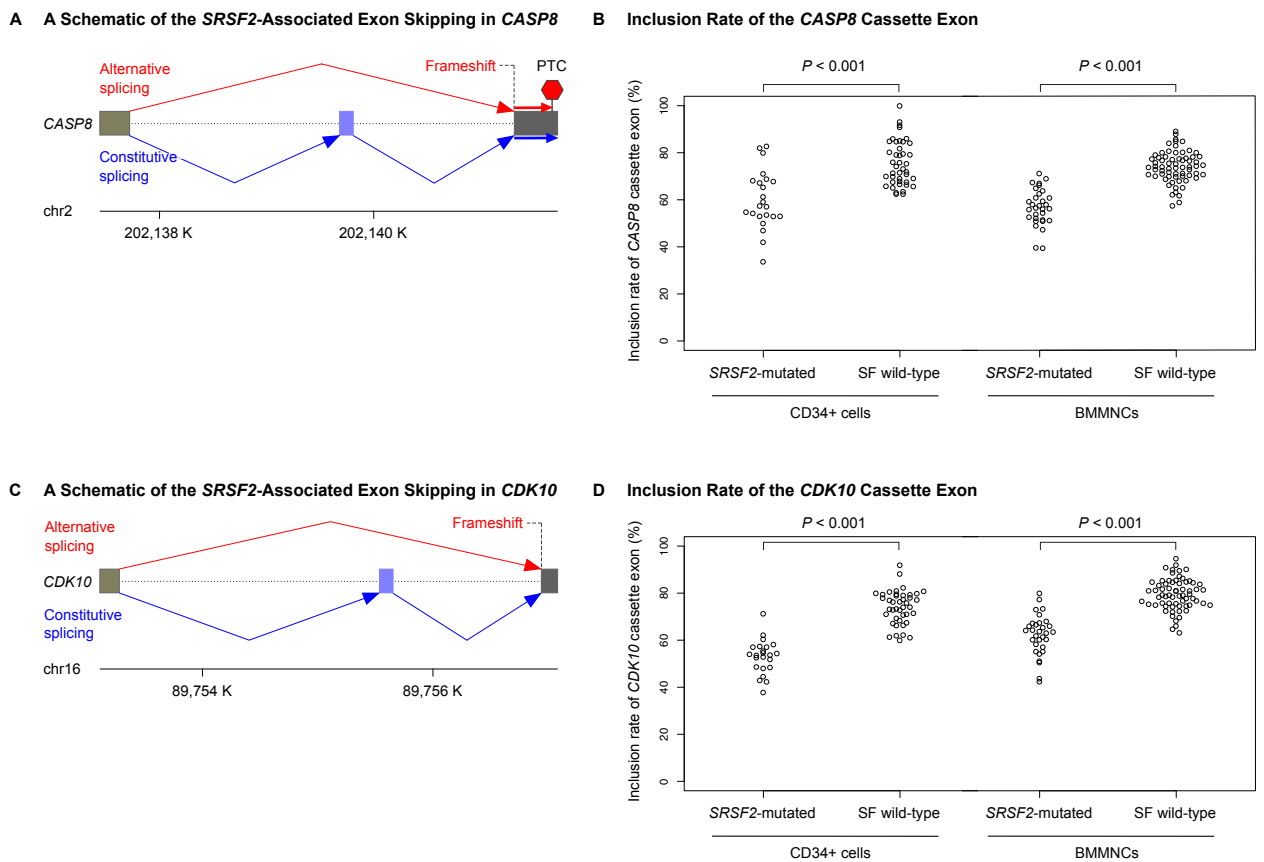 A A Schematic of the SRSF2-Associated Exon Skipping in CASP8
Alternative
splicing
Frameshift
PTC
CASP8
Constitutive
splicing
chr2
202,138 K
202,140 K
B Inclusion Rate of the CASP8 Cassette Exon
P < 0.001
P < 0.001
Inclusion rate of CASP8 cassette exon (%)
100
80
60
40
20
0
SRSF2-mutated
SF wild-type
SRSF2-mutated
SF wild-type
CD34+ cells
BMMNCs
C A Schematic of the SRSF2-Associated Exon Skipping in CDK10
Alternative
splicing
Frameshift
CDK10
Constitutive
splicing
chr16
89,754 K
89,756 K
D Inclusion Rate of the CDK10 Cassette Exon
P < 0.001
P < 0.001
Inclusion rate of CDK10 cassette exon (%)
100
80
60
40
20
0
SRSF2-mutated
SF wild-type
SRSF2-mutated
SF wild-type
CD34+ cells
BMMNCs